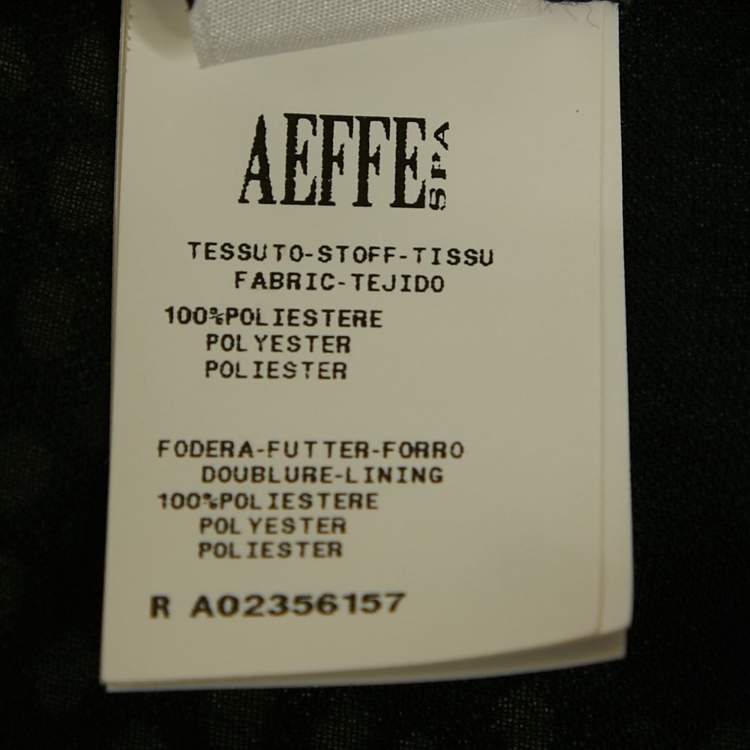 AEFFE SPA
TESSUTO-STOFF-TISSU
FABRIC-TEJIDO
100%POLIESTERE
POLYESTER
POLIESTER
FODERA-FUTTER-FORRO
DOUBLURE-LINING
100%POLIESTERE
POLYESTER
POLIESTER
R A02356157